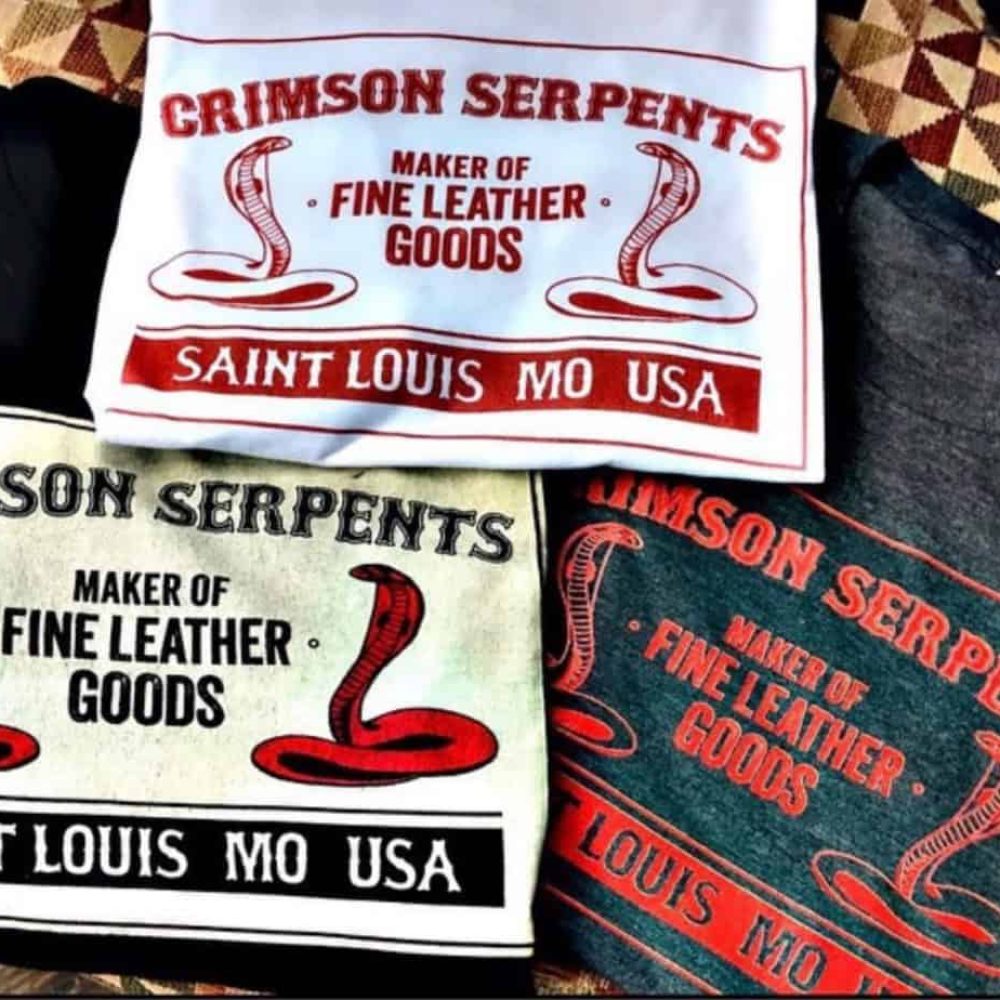 CRIMSON SERPENTS
MAKER OF
· FINE LEATHER ·
GOODS
SAINT LOUIS MO USA
SON SERPENTS
MAKER OF
FINE LEATHER ·
GOODS
T LOUIS MO USA
RIMSON SERPE
MAKER OF
· FINE LEATHER ·
GOODS
T LOUIS MO